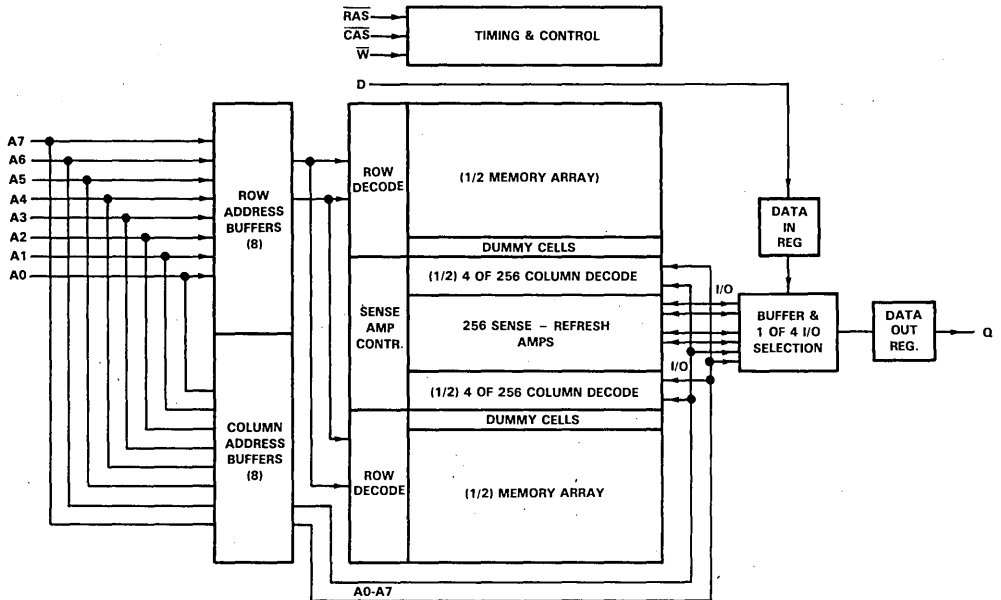 RAS
CAS
W
TIMING & CONTROL
D
A7
A6
A5
A4
A3
A2
A1
A0
ROW
ADDRESS
BUFFERS
(8)
COLUMN
ADDRESS
BUFFERS
(8)
ROW
DECODE
(1/2 MEMORY ARRAY)
DUMMY CELLS
SENSE
AMP
CONTR.
(1/2) 4 OF 256 COLUMN DECODE
256 SENSE – REFRESH
AMPS
(1/2) 4 OF 256 COLUMN DECODE
DUMMY CELLS
ROW
DECODE
(1/2) MEMORY ARRAY
A0-A7
I/O
I/O
DATA
IN
REG
BUFFER &
1 OF 4 I/O
SELECTION
DATA
OUT
REG.
Q